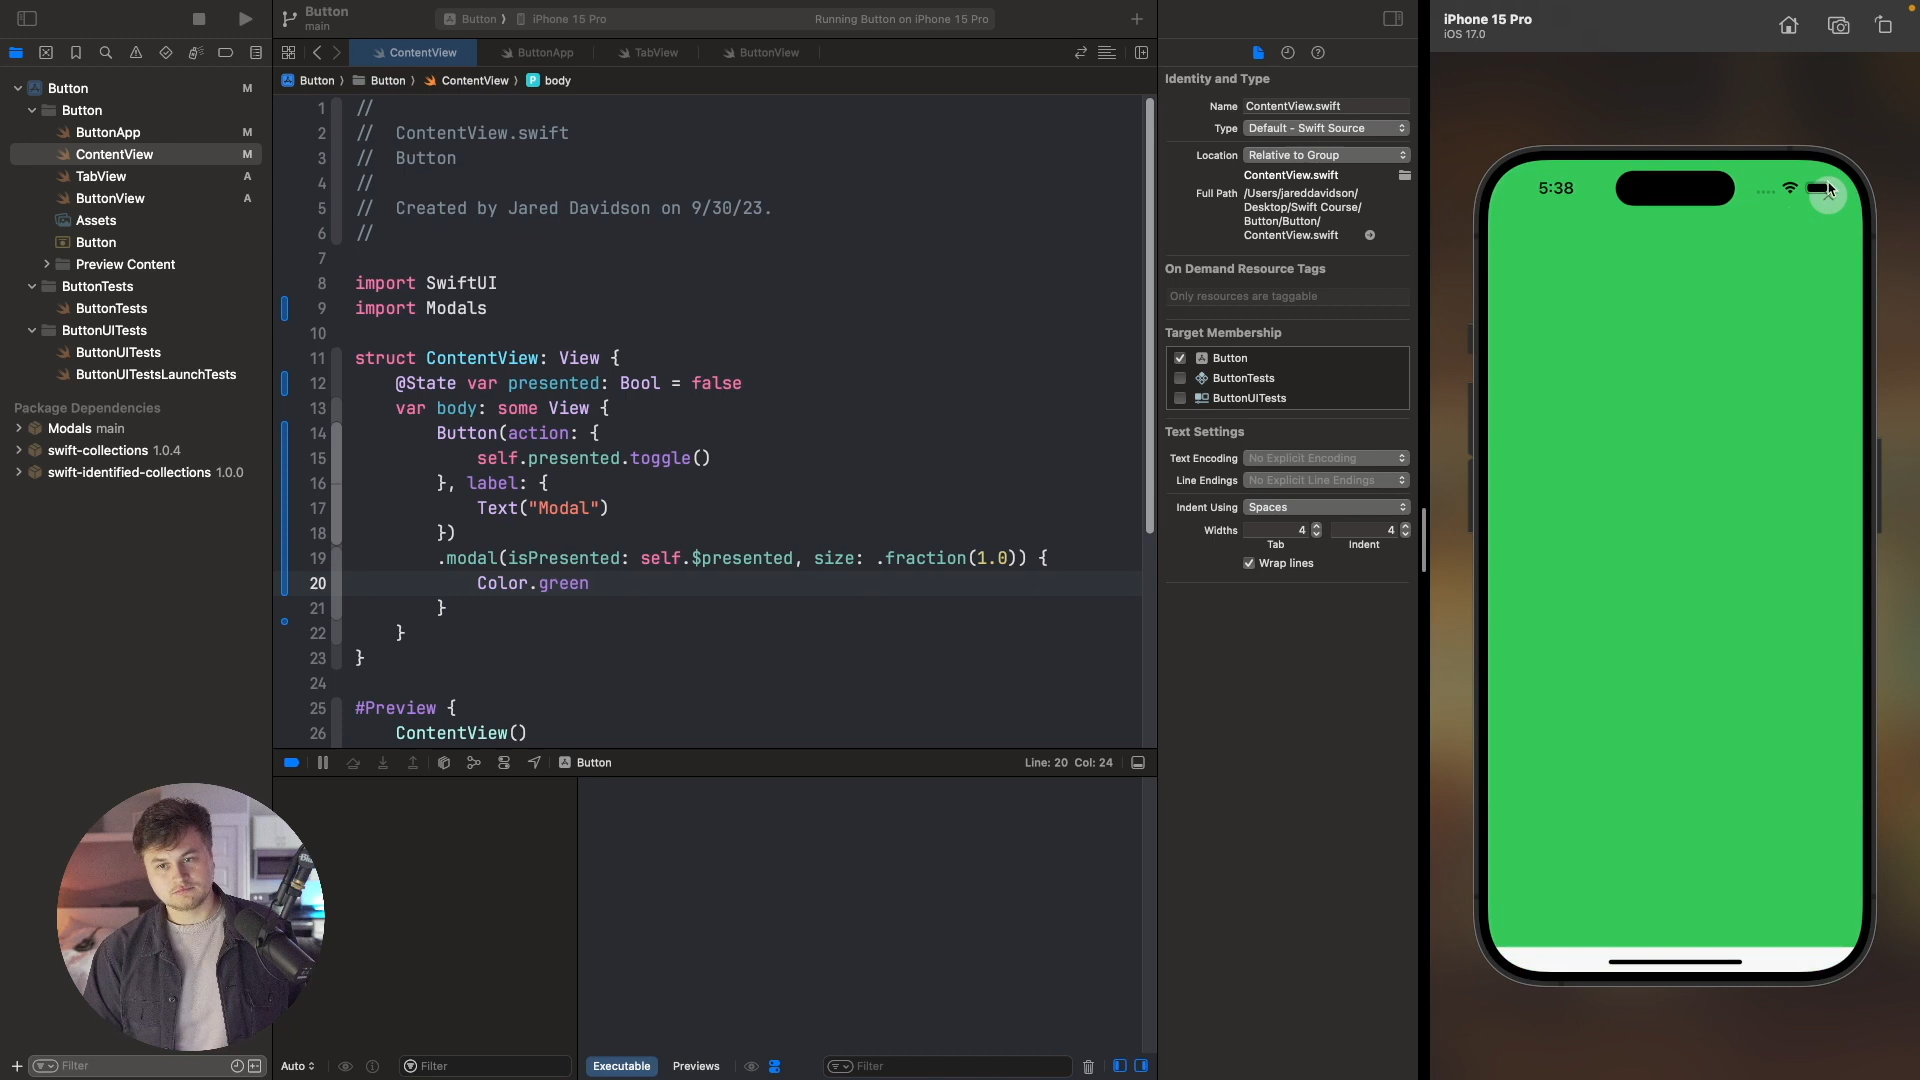 Button
main
Button ⟩ iPhone 15 Pro
Running Button on iPhone 15 Pro
iPhone 15 Pro
iOS 17.0
ContentView
ButtonApp
TabView
ButtonView
Button ⟩ Button ⟩ ContentView ⟩ P body
Button M
Button
ButtonApp M
ContentView M
TabView A
ButtonView A
Assets
Button
Preview Content
ButtonTests
ButtonTests
ButtonUITests
ButtonUITests
ButtonUITestsLaunchTests
Package Dependencies
Modals main
swift-collections 1.0.4
swift-identified-collections 1.0.0
Filter
1 //
2 // ContentView.swift
3 // Button
4 //
5 // Created by Jared Davidson on 9/30/23.
6 //
7
8 import SwiftUI
9 import Modals
10
11 struct ContentView: View {
12 @State var presented: Bool = false
13 var body: some View {
14 Button(action: {
15 self.presented.toggle()
16 }, label: {
17 Text("Modal")
18 })
19 .modal(isPresented: self.$presented, size: .fraction(1.0)) {
20 Color.green
21 }
22 }
23 }
24
25 #Preview {
26 ContentView()
Button
Line: 20 Col: 24
Auto
Filter
Executable
Previews
Filter
Identity and Type
Name ContentView.swift
Type Default - Swift Source
Location Relative to Group
ContentView.swift
Full Path /Users/jareddavidson/
Desktop/Swift Course/
Button/Button/
ContentView.swift
On Demand Resource Tags
Only resources are taggable
Target Membership
Button
ButtonTests
ButtonUITests
Text Settings
Text Encoding No Explicit Encoding
Line Endings No Explicit Line Endings
Indent Using Spaces
Widths 4 4
Tab Indent
Wrap lines
5:38